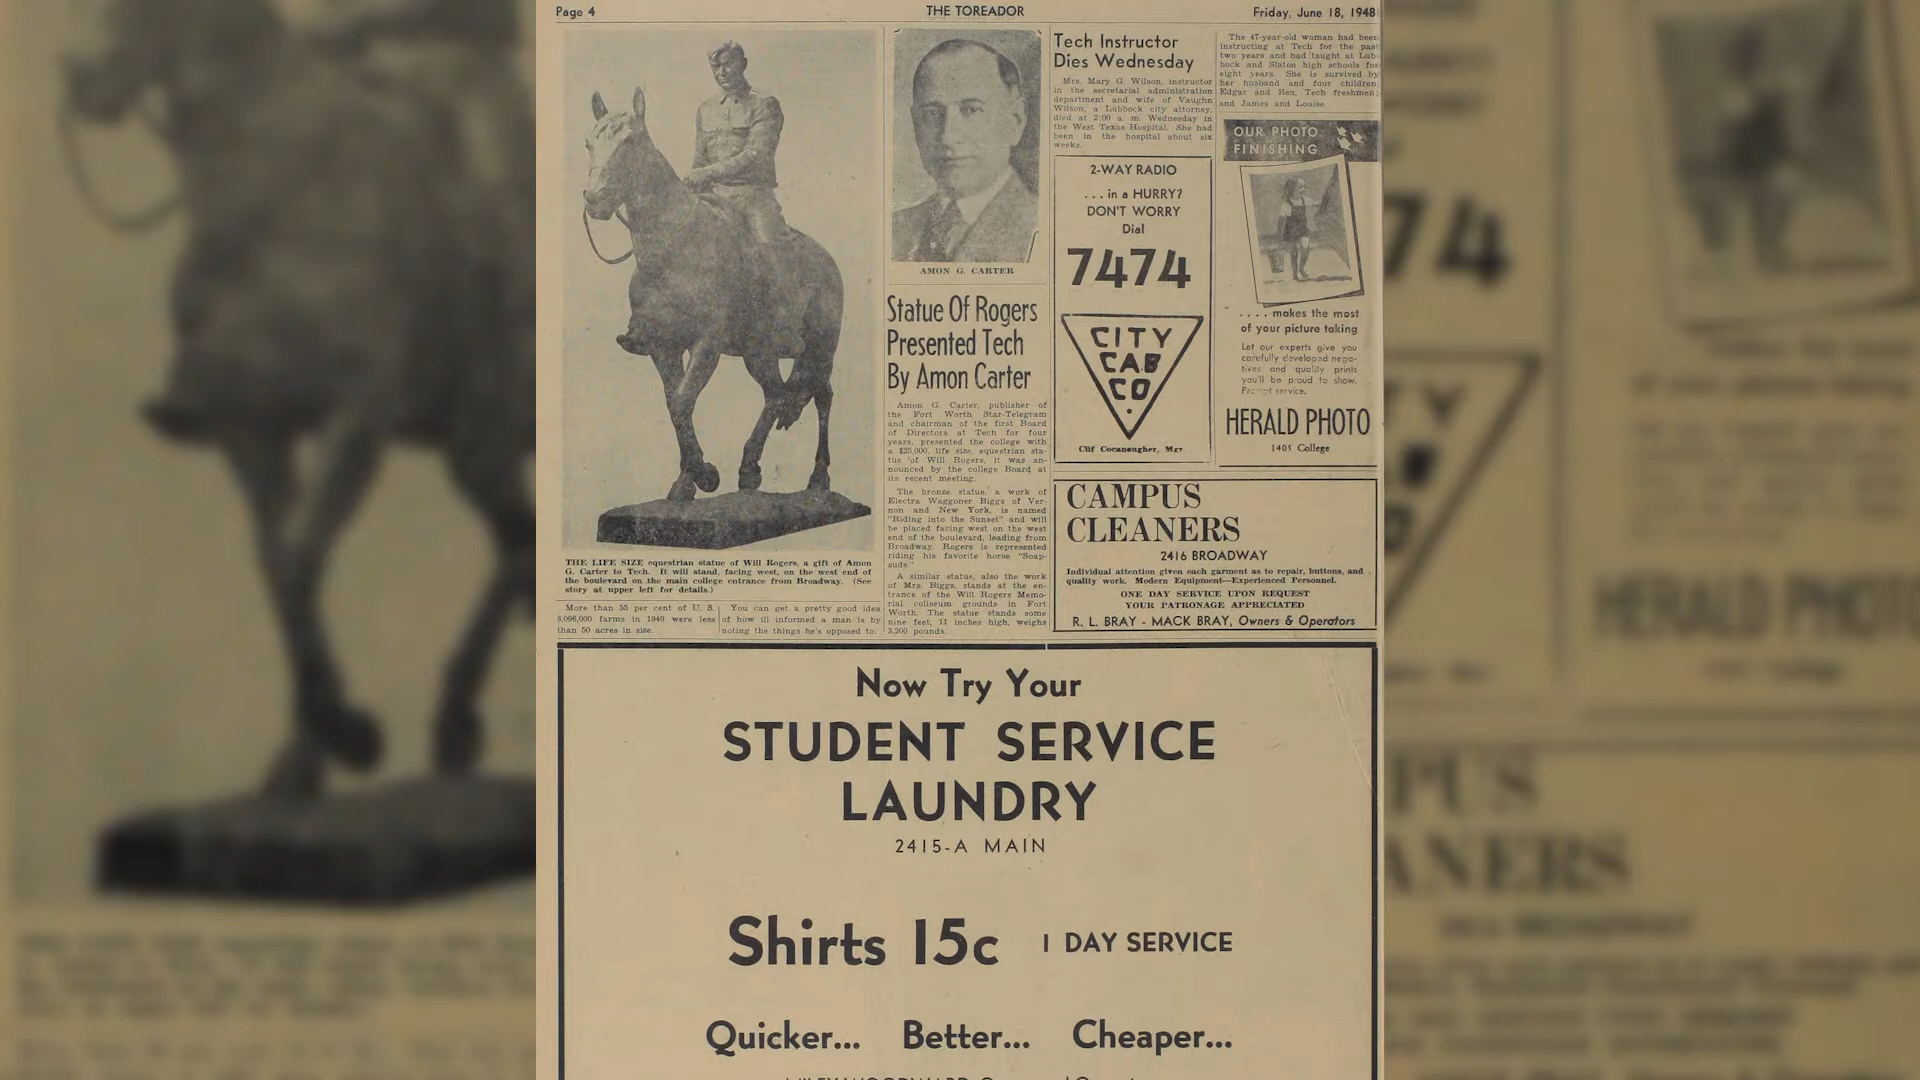 Page 4
THE TOREADOR
Friday, June 18, 1948
THE LIFE SIZE equestrian statue of Will Rogers, a gift of Amon
G. Carter to Tech. It will stand, facing west, on the west end of
the boulevard on the main college entrance from Broadway. (See
story at upper left for details.)
More than 55 per cent of U. S.
6,096,000 farms in 1940 were less
than 50 acres in size.
You can get a pretty good idea
of how ill informed a man is by
noting the things he's opposed to.
AMON G. CARTER
Statue Of Rogers
Presented Tech
By Amon Carter
Amon G. Carter, publisher of
the Fort Worth Star-Telegram
and chairman of the first Board
of Directors at Tech for four
years, presented the college with
a $25,000, life size, equestrian sta-
tue of Will Rogers, it was an-
nounced by the college Board at
its recent meeting.
The bronze statue, a work of
Electra Waggoner Biggs of Ver-
non and New York, is named
"Riding into the Sunset" and will
be placed facing west on the west
end of the boulevard, leading from
Broadway. Rogers is represented
riding his favorite horse "Soap-
suds."
A similar statue, also the work
of Mrs. Biggs, stands at the en-
trance of the Will Rogers Memo-
rial coliseum grounds in Fort
Worth. The statue stands some
nine feet, 11 inches high, weighs
3,200 pounds.
Tech Instructor
Dies Wednesday
Mrs. Mary G. Wilson, instructor
in the secretarial administration
department and wife of Vaughn
Wilson, a Lubbock city attorney,
died at 2:00 a. m. Wednesday in
the West Texas Hospital. She had
been in the hospital about six
weeks.
The 47-year-old woman had been
instructing at Tech for the past
two years and had taught at Lub-
bock and Slaton high schools for
eight years. She is survived by
her husband and four children,
Edgar and Ben, Tech freshmen;
and James and Louise.
2-WAY RADIO
. . . in a HURRY?
DON'T WORRY
Dial
7474
CITY
CAB
CO.
Clif Cocanougher, Mgr.
OUR PHOTO
FINISHING
. . . . makes the most
of your picture taking
Let our experts give you
carefully developed nega-
tives and quality prints
you'll be proud to show.
Prompt service.
HERALD PHOTO
1405 College
CAMPUS
CLEANERS
2416 BROADWAY
Individual attention given each garment as to repair, buttons, and
quality work. Modern Equipment—Experienced Personnel.
ONE DAY SERVICE UPON REQUEST
YOUR PATRONAGE APPRECIATED
R. L. BRAY - MACK BRAY, Owners & Operators
Now Try Your
STUDENT SERVICE
LAUNDRY
2415-A MAIN
Shirts 15c 1 DAY SERVICE
Quicker... Better... Cheaper...